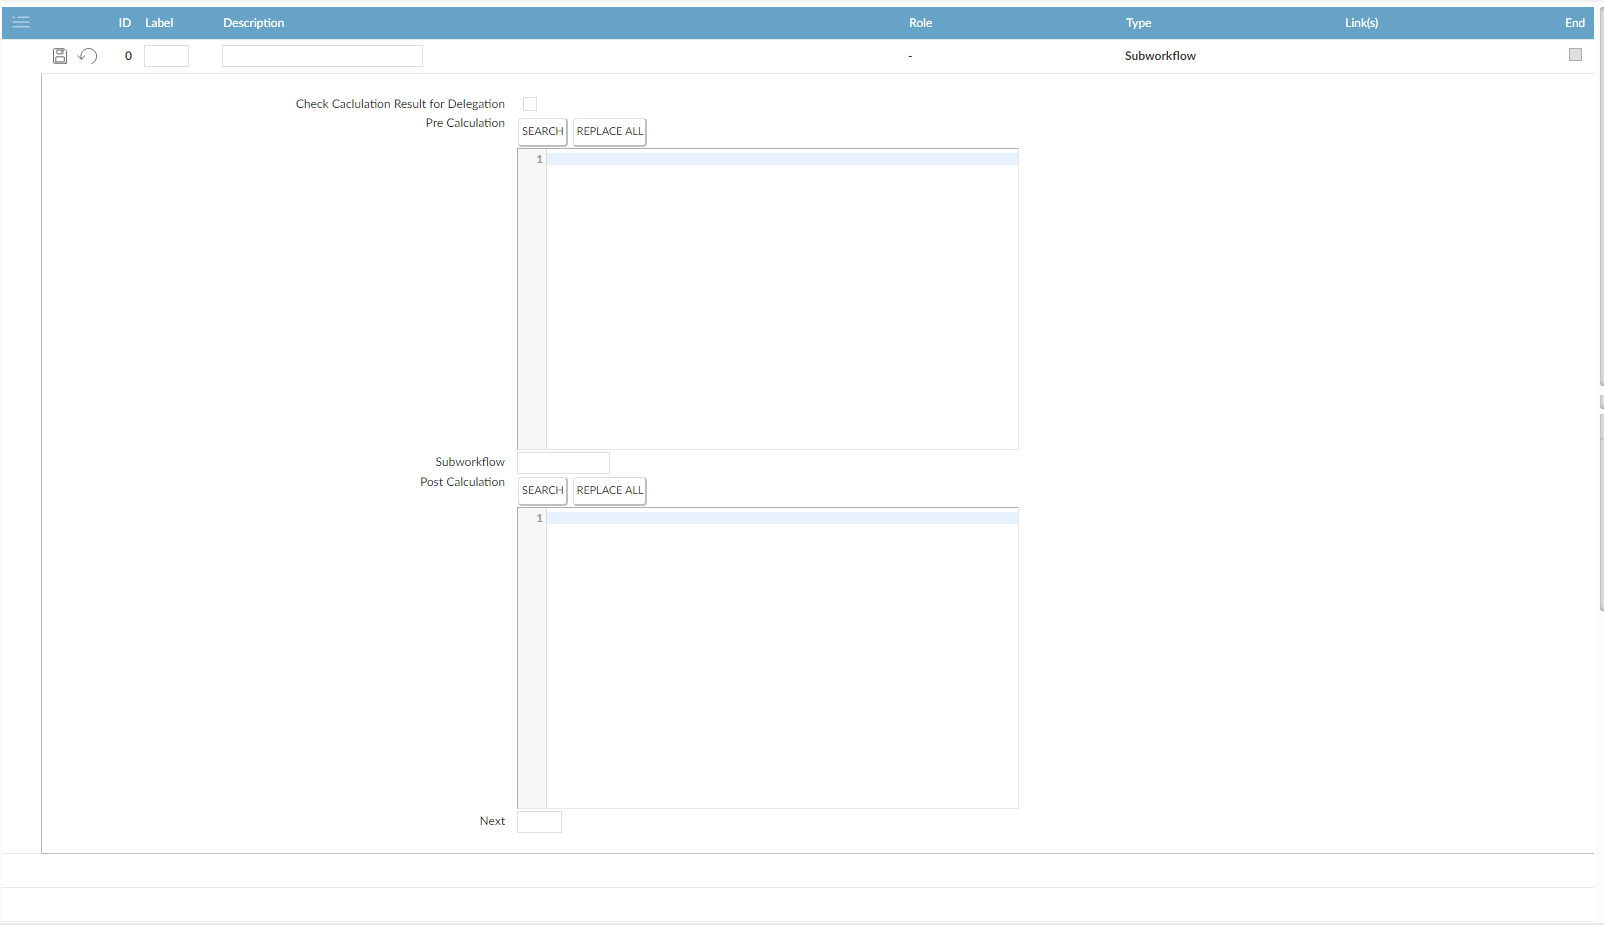 ID Label Description Role Type Link(s) End
0 - Subworkflow
Check Caclulation Result for Delegation
Pre Calculation SEARCH REPLACE ALL
1
Subworkflow
Post Calculation SEARCH REPLACE ALL
1
Next